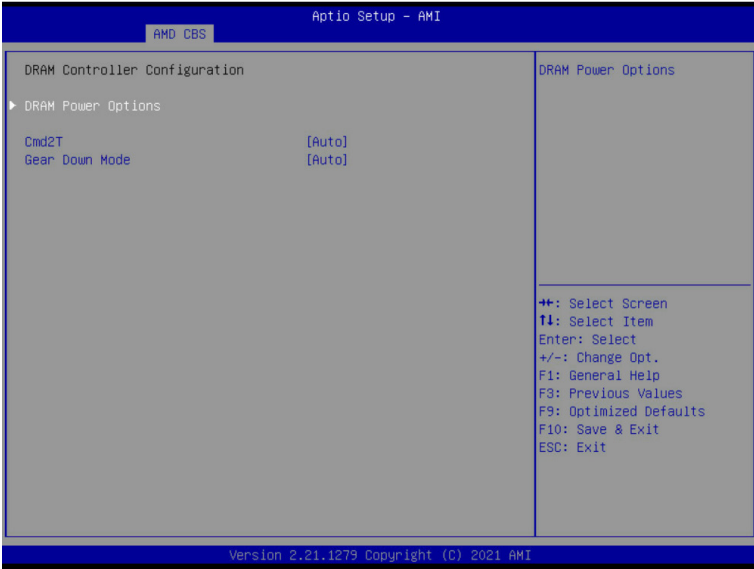 Aptio Setup – AMI
AMD CBS
DRAM Controller Configuration
DRAM Power Options
Cmd2T [Auto]
Gear Down Mode [Auto]
DRAM Power Options
→←: Select Screen
↑↓: Select Item
Enter: Select
+/-: Change Opt.
F1: General Help
F3: Previous Values
F9: Optimized Defaults
F10: Save & Exit
ESC: Exit
Version 2.21.1279 Copyright (C) 2021 AMI